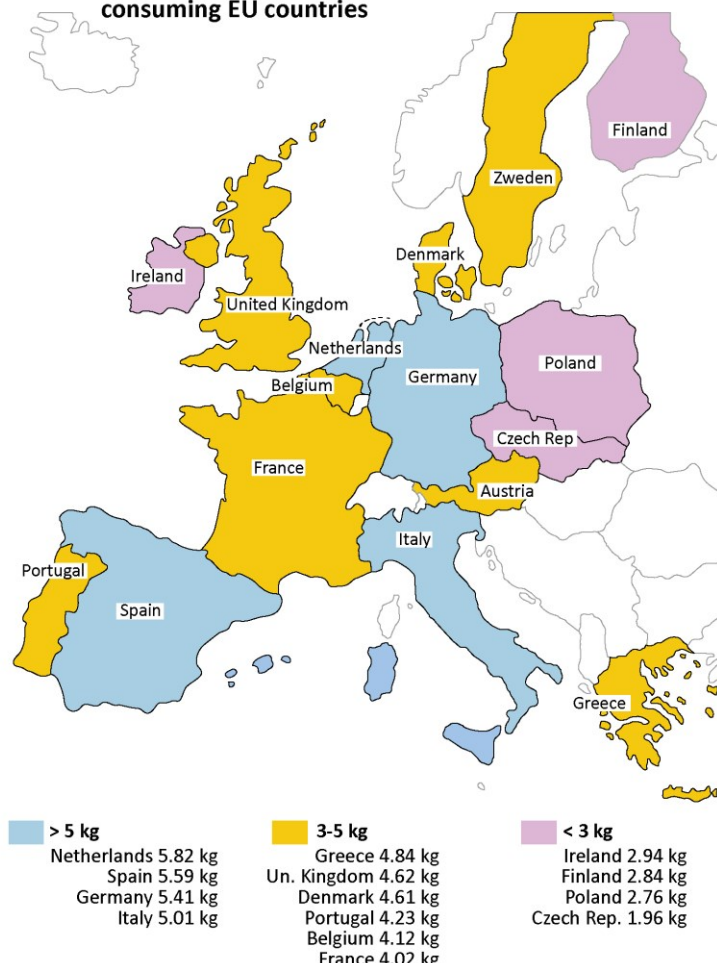 consuming EU countries
Finland
Zweden
Denmark
Ireland
United Kingdom
Netherlands
Poland
Germany
Belgium
Czech Rep
France
Austria
Italy
Portugal
Spain
Greece
> 5 kg
Netherlands 5.82 kg
Spain 5.59 kg
Germany 5.41 kg
Italy 5.01 kg
3-5 kg
Greece 4.84 kg
Un. Kingdom 4.62 kg
Denmark 4.61 kg
Portugal 4.23 kg
Belgium 4.12 kg
France 4.02 kg
< 3 kg
Ireland 2.94 kg
Finland 2.84 kg
Poland 2.76 kg
Czech Rep. 1.96 kg